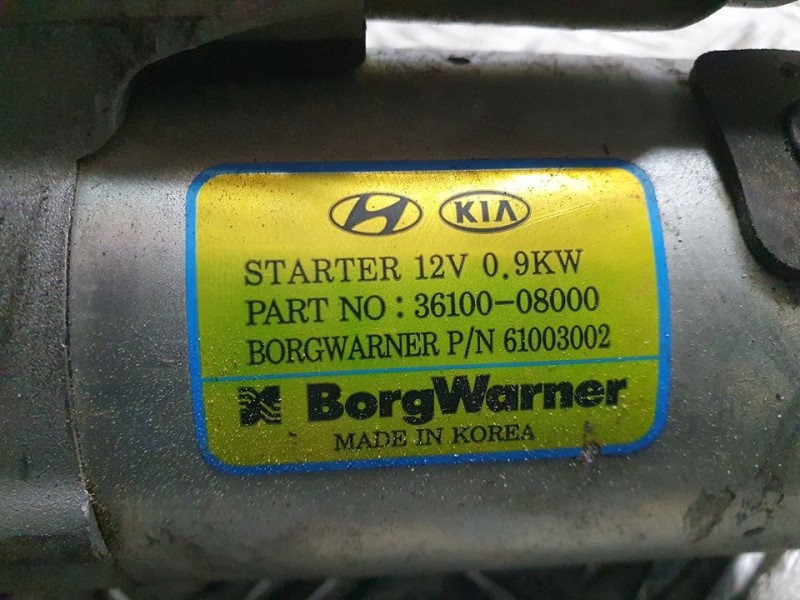 KIA
STARTER 12V 0.9KW
PART NO : 36100-08000
BORGWARNER P/N 61003002
BorgWarner
MADE IN KOREA